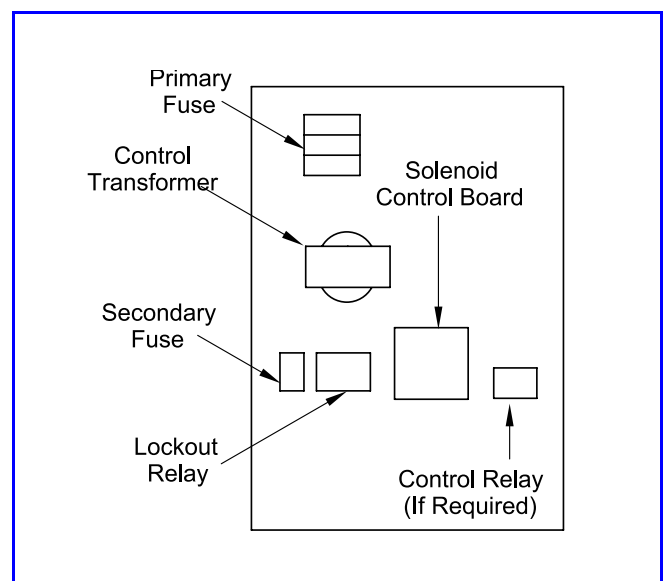 Primary
Fuse
Control
Transformer
Solenoid
Control Board
Secondary
Fuse
Lockout
Relay
Control Relay
(If Required)